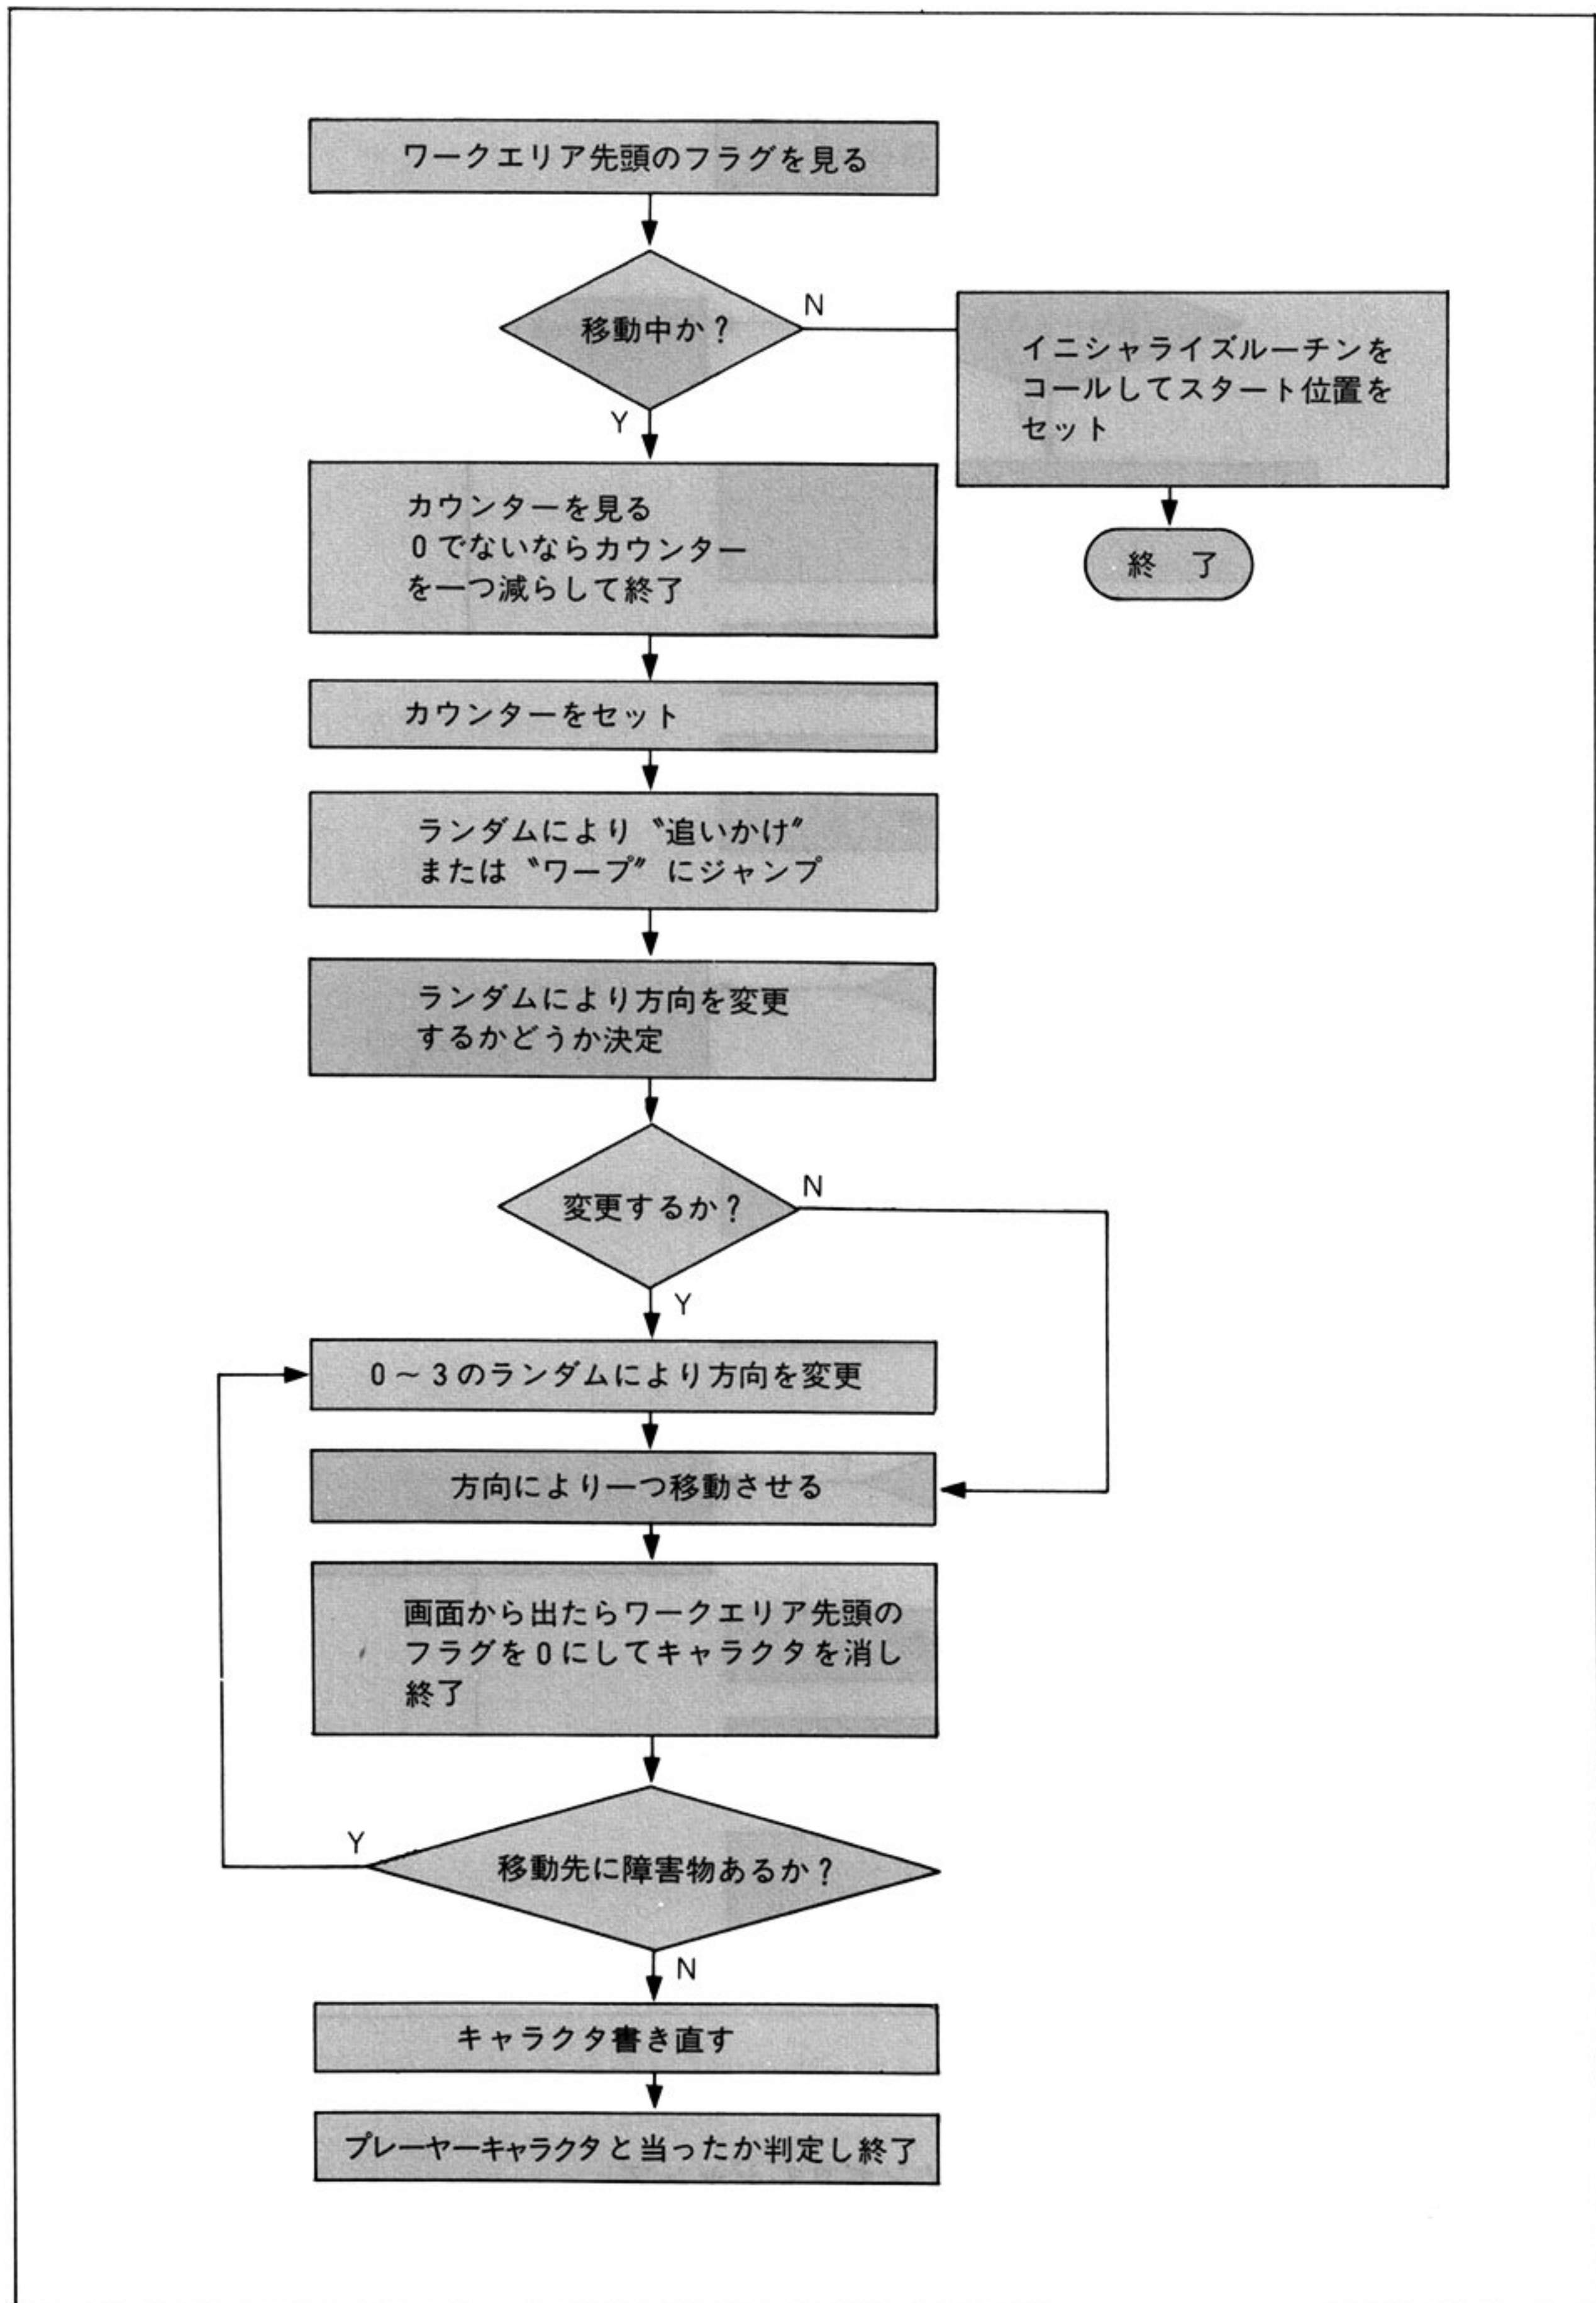 ワークエリア先頭のフラグを見る
移動中か？
N
イニシャライズルーチンを
コールしてスタート位置を
セット
終 了
Y
カウンターを見る
0でないならカウンター
を一つ減らして終了
カウンターをセット
ランダムにより〝追いかけ〞
または〝ワープ〞にジャンプ
ランダムにより方向を変更
するかどうか決定
変更するか？
N
Y
0～3のランダムにより方向を変更
方向により一つ移動させる
画面から出たらワークエリア先頭の
フラグを0にしてキャラクタを消し
終了
Y
移動先に障害物あるか？
N
キャラクタ書き直す
プレーヤーキャラクタと当ったか判定し終了